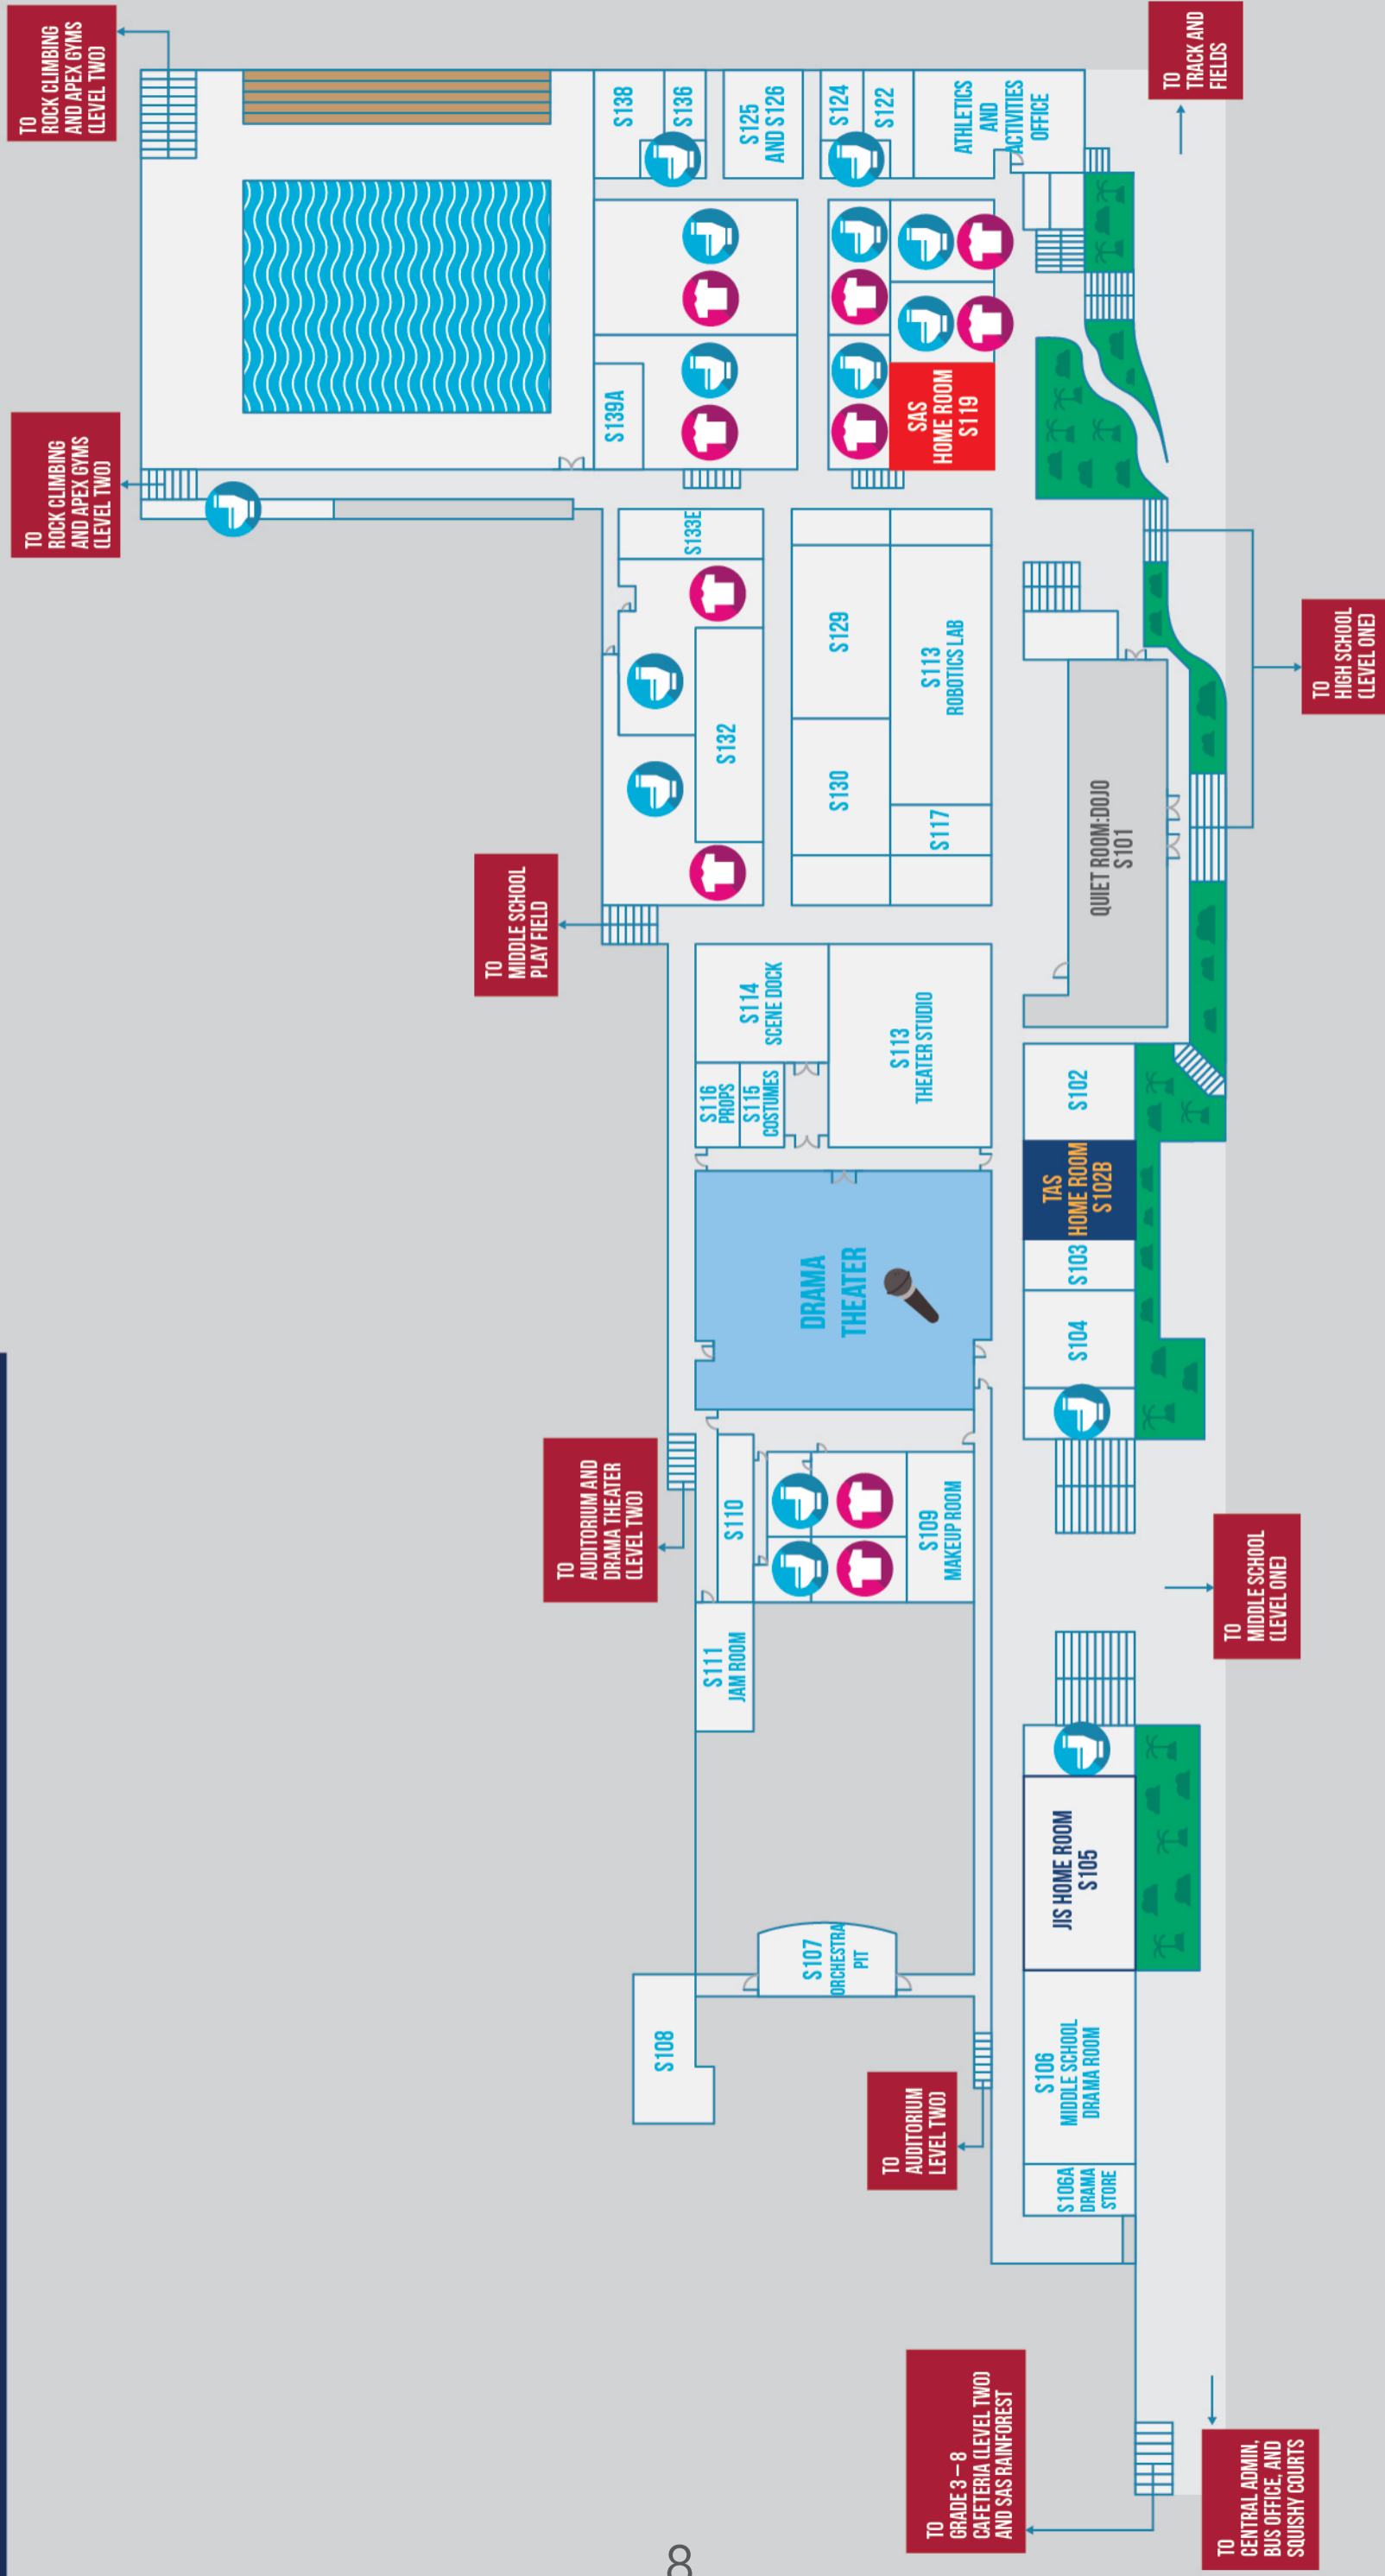 TO
ROCK CLIMBING
AND APEX GYMS
(LEVEL TWO)
TO
ROCK CLIMBING
AND APEX GYMS
(LEVEL TWO)
TO
TRACK AND
FIELDS
TO
HIGH SCHOOL
(LEVEL ONE)
TO
MIDDLE SCHOOL
PLAY FIELD
TO
AUDITORIUM AND
DRAMA THEATER
(LEVEL TWO)
TO
MIDDLE SCHOOL
(LEVEL ONE)
TO
AUDITORIUM
LEVEL TWO)
TO
GRADE 3 – 8
CAFETERIA (LEVEL TWO)
AND SAS RAINFOREST
TO
CENTRAL ADMIN,
BUS OFFICE, AND
SQUISHY COURTS
S138
S136
S125
AND S126
S124
S122
ATHLETICS
AND
ACTIVITIES
OFFICE
S139A
SAS
HOME ROOM
S119
S133E
S132
S129
S130
S113
ROBOTICS LAB
S117
QUIET ROOM:DOJO
S101
S114
SCENE DOCK
S116
PROPS
S115
COSTUMES
S113
THEATER STUDIO
S102
TAS
HOME ROOM
S102B
S103
S104
DRAMA
THEATER
S110
S109
MAKEUP ROOM
S111
JAM ROOM
JIS HOME ROOM
S105
S107
ORCHESTRA
PIT
S108
S106
MIDDLE SCHOOL
DRAMA ROOM
S106A
DRAMA
STORE
8